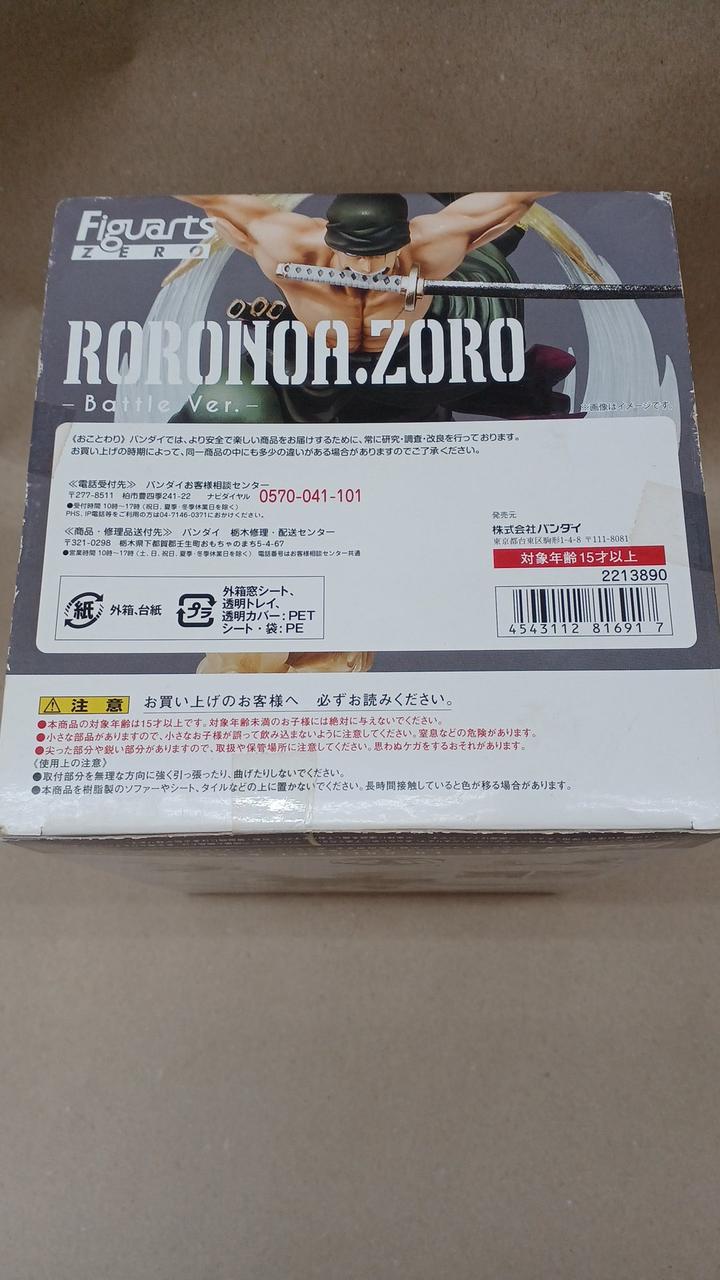 Figuarts
ZERO
RORONOA.ZORO
-Battle Ver.-
※画像はイメージです。
《おことわり》バンダイでは、より安全で楽しい商品をお届けするために、常に研究・調査・改良を行っております。
お買い上げの時期によって、同一商品の中にも多少の違いがある場合がありますのでご了承ください。
≪電話受付先≫ バンダイお客様相談センター
〒277-8511 柏市豊四季241-22 ナビダイヤル 0570-041-101
●受付時間 10時〜17時 (祝日、夏季・冬季休業日を除く)
PHS、IP電話等をご利用の方は04-7146-0371におかけください。
≪商品・修理品送付先≫ バンダイ 栃木修理・配送センター
〒321-0298 栃木県下都賀郡壬生町おもちゃのまち5-4-67
●営業時間 10時〜17時 (土、日、祝日、夏季・冬季休業日を除く) 電話番号はお客様相談センター共通
発売元
株式会社バンダイ
東京都台東区駒形1-4-8 〒111-8081
対象年齢15才以上
2213890
4543112 81691 7
紙 外箱、台紙
プラ
外箱窓シート、
透明トレイ、
透明カバー:PET
シート・袋:PE
注意 お買い上げのお客様へ 必ずお読みください。
●本商品の対象年齢は15才以上です。対象年齢未満のお子様には絶対に与えないでください。
●小さな部品がありますので、小さなお子様が誤って飲み込まないように注意してください。窒息などの危険があります。
●尖った部分や鋭い部分がありますので、取扱や保管場所に注意してください。思わぬケガをするおそれがあります。
《使用上の注意》
●取付部分を無理な方向に強く引っ張ったり、曲げたりしないでください。
●本商品を樹脂製のソファーやシート、タイルなどの上に置かないでください。長時間接触していると色が移る場合があります。